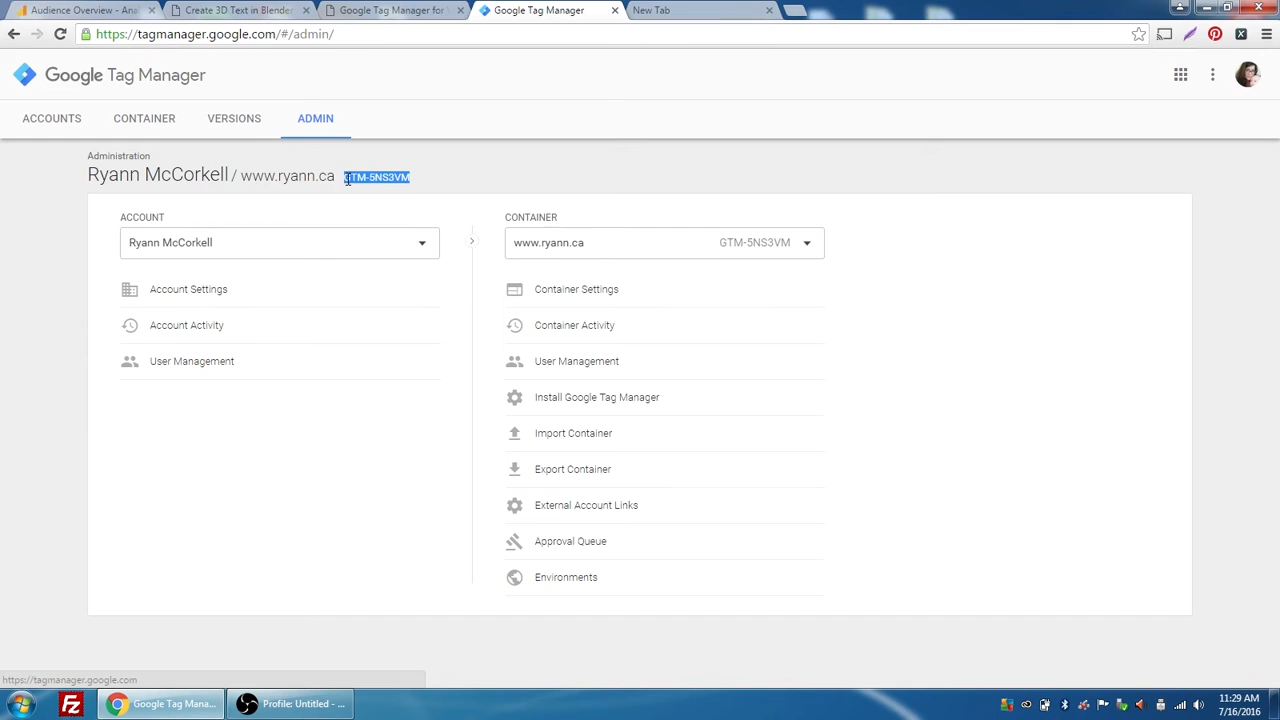 Audience Overview - Ana
Create 3D Text in Blender
Google Tag Manager for
Google Tag Manager
New Tab
https://tagmanager.google.com/#/admin/
Google Tag Manager
ACCOUNTS CONTAINER VERSIONS ADMIN
Administration
Ryann McCorkell / www.ryann.ca GTM-5NS3VM
ACCOUNT
Ryann McCorkell
Account Settings
Account Activity
User Management
CONTAINER
www.ryann.ca GTM-5NS3VM
Container Settings
Container Activity
User Management
Install Google Tag Manager
Import Container
Export Container
External Account Links
Approval Queue
Environments
https://tagmanager.google.com
Fz
Google Tag Mana...
Profile: Untitled - ...
11:29 AM
7/16/2016